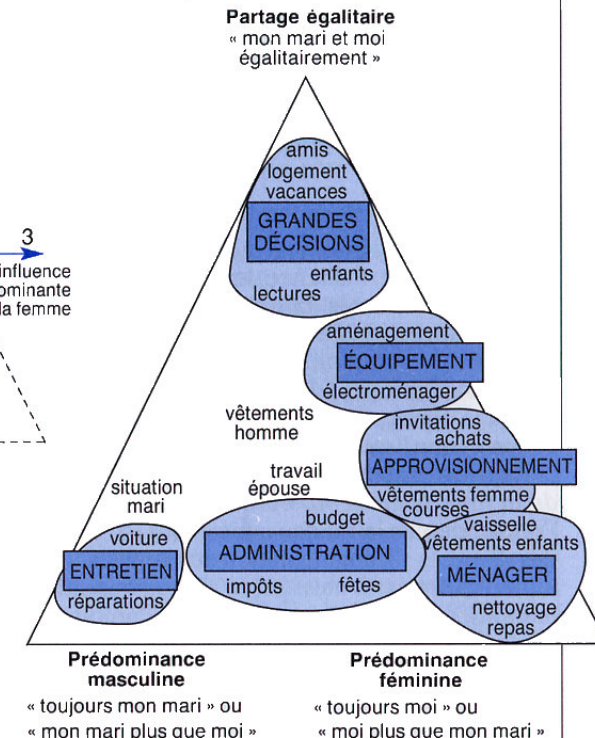 Partage égalitaire
« mon mari et moi
égalitairement »
amis
logement
vacances
GRANDES
DÉCISIONS
enfants
lectures
3
influence
ominante
la femme
aménagement
ÉQUIPEMENT
électroménager
vêtements
homme
invitations
achats
APPROVISIONNEMENT
vêtements femme
courses
travail
épouse
situation
mari
voiture
ENTRETIEN
réparations
budget
ADMINISTRATION
impôts fêtes
vaisselle
vêtements enfants
MÉNAGER
nettoyage
repas
Prédominance
masculine
« toujours mon mari » ou
« mon mari plus que moi »
Prédominance
féminine
« toujours moi » ou
« moi plus que mon mari »